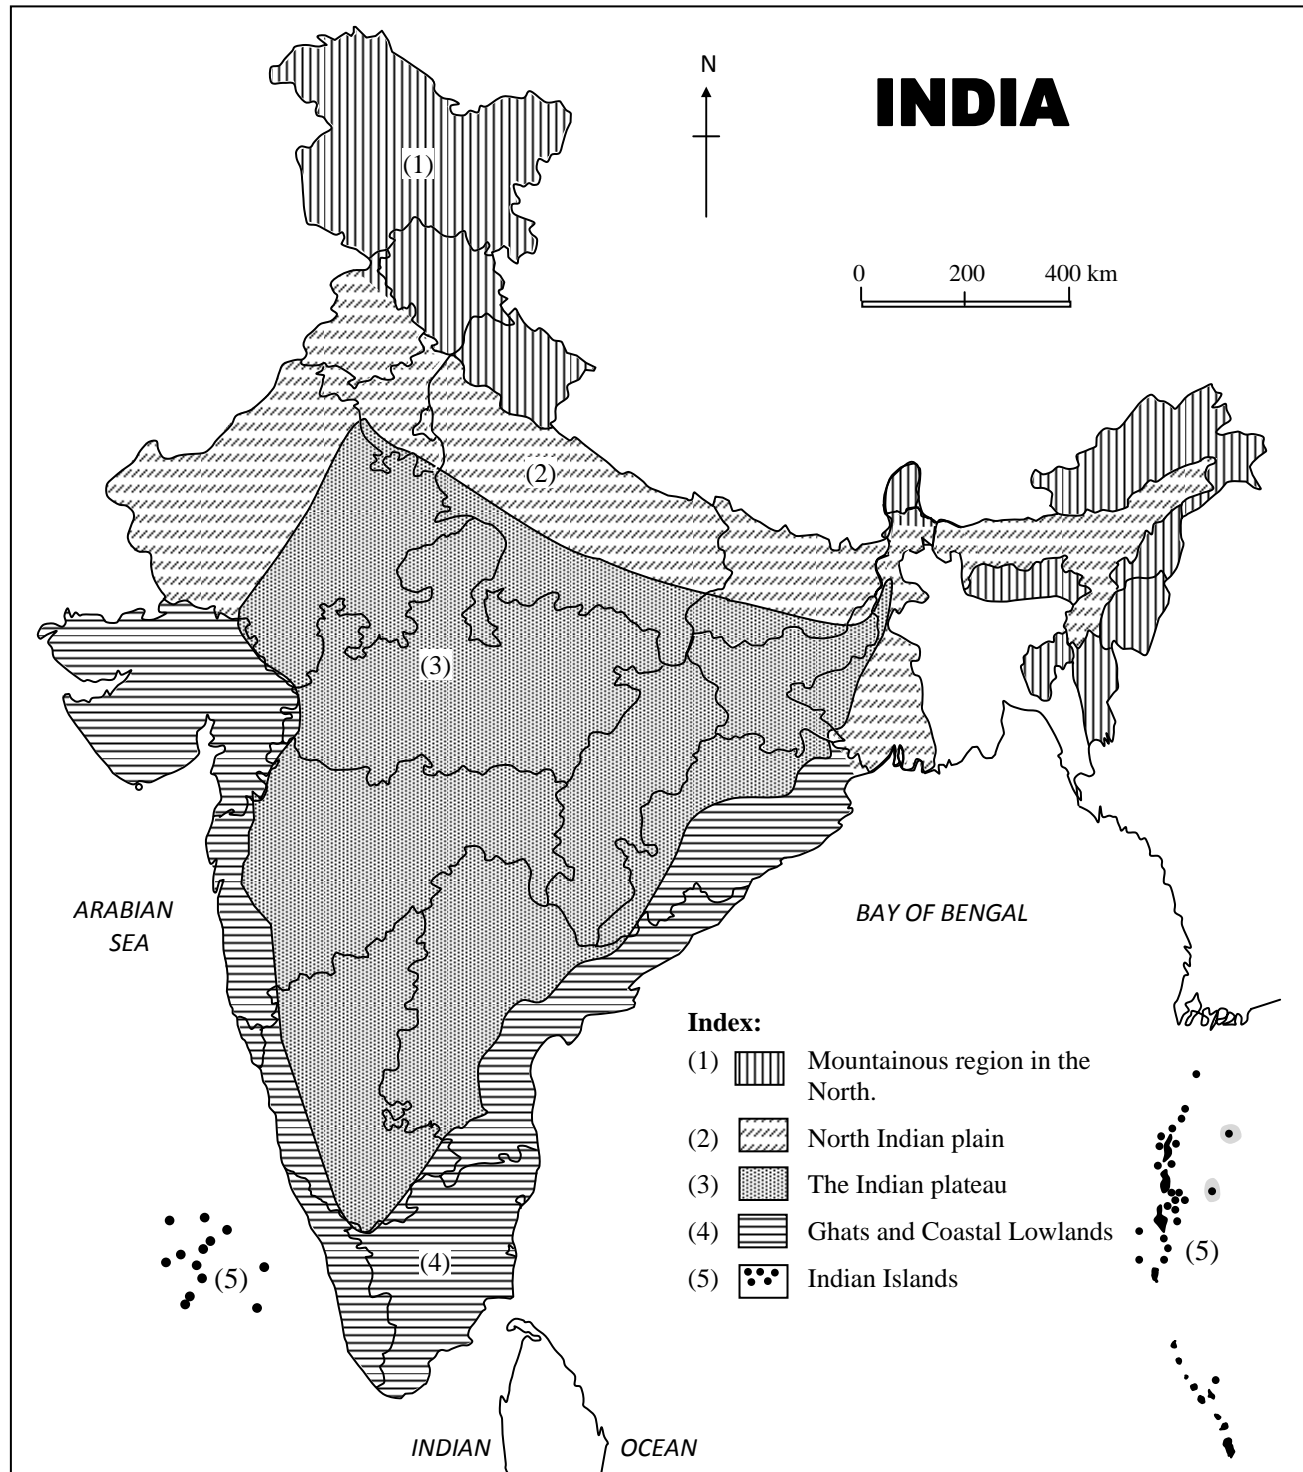 INDIA
N
0 200 400 km
(1)
(2)
(3)
ARABIAN
SEA
BAY OF BENGAL
Index:
(1) Mountainous region in the
North.
(2) North Indian plain
(3) The Indian plateau
(4) Ghats and Coastal Lowlands
(5) Indian Islands
(4)
(5)
(5)
INDIAN OCEAN